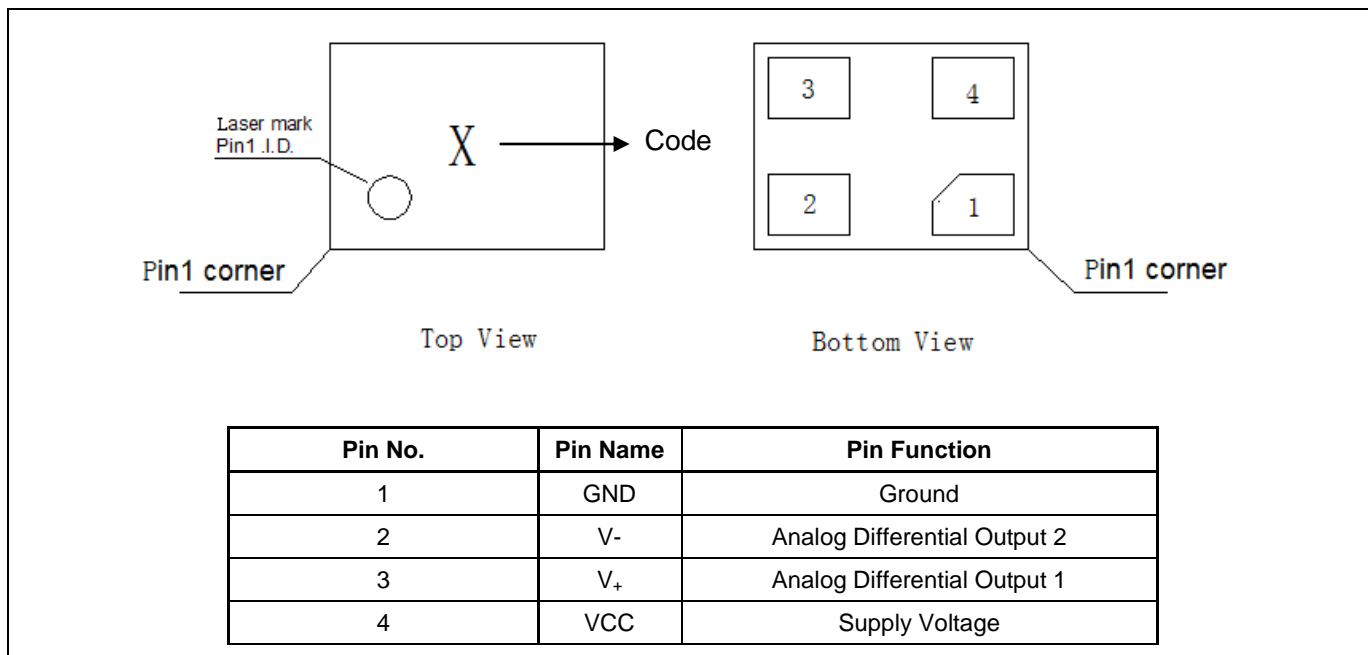 Laser mark
Pin1 .I.D.
X
Code
Pin1 corner
Top View
3
4
2
1
Pin1 corner
Bottom View
Pin No. Pin Name Pin Function
1 GND Ground
2 V- Analog Differential Output 2
3 V+ Analog Differential Output 1
4 VCC Supply Voltage